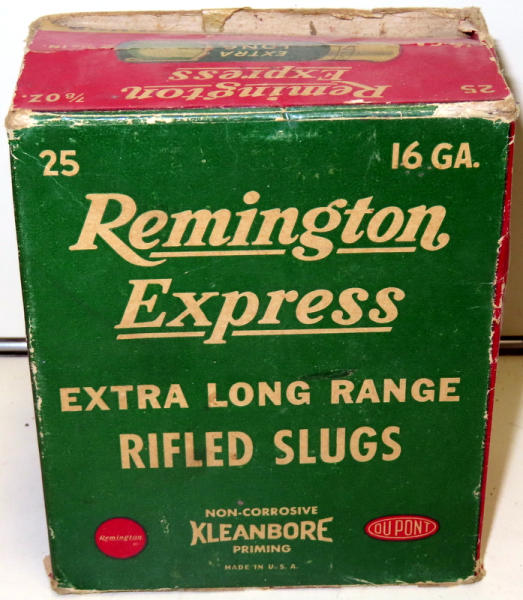 EXTRA
7/8 OZ.
Remington
Express
25
25
16 GA.
Remington
Express
EXTRA LONG RANGE
RIFLED SLUGS
NON-CORROSIVE
KLEANBORE
PRIMING
MADE IN U.S.A.
Remington
DU PONT